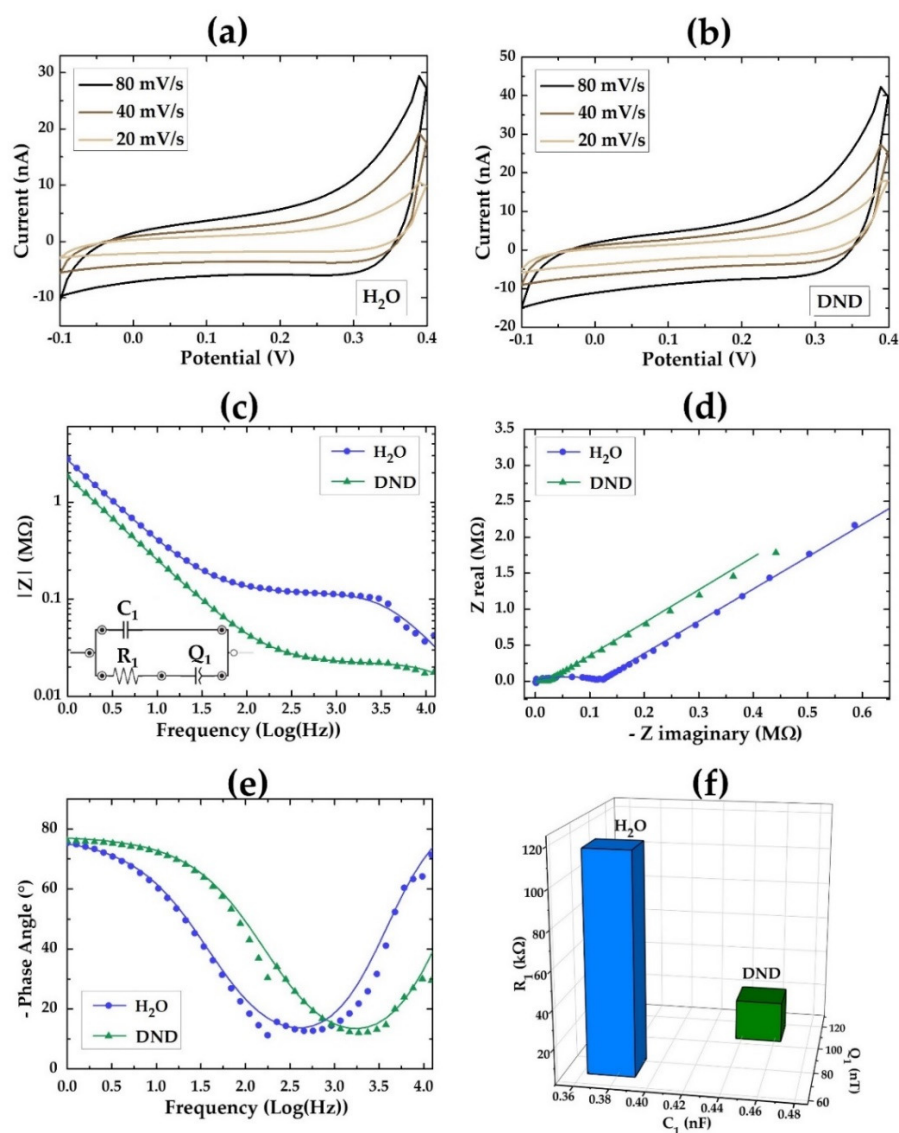 (a)
30
20
10
0
-10
Current (nA)
80 mV/s
40 mV/s
20 mV/s
H₂O
-0.1 0.0 0.1 0.2 0.3 0.4
Potential (V)
(b)
50
40
30
20
10
0
-10
-20
Current (nA)
80 mV/s
40 mV/s
20 mV/s
DND
-0.1 0.0 0.1 0.2 0.3 0.4
Potential (V)
(c)
1
0.1
0.01
|Z| (MΩ)
H₂O
DND
C₁
R₁ Q₁
0.0 0.5 1.0 1.5 2.0 2.5 3.0 3.5 4.0
Frequency (Log(Hz))
(d)
3.5
3.0
2.5
2.0
1.5
1.0
0.5
0.0
Z real (MΩ)
H₂O
DND
0.0 0.1 0.2 0.3 0.4 0.5 0.6
- Z imaginary (MΩ)
(e)
80
60
40
20
0
- Phase Angle (°)
H₂O
DND
0.0 0.5 1.0 1.5 2.0 2.5 3.0 3.5 4.0
Frequency (Log(Hz))
(f)
H₂O
DND
120
100
80
60
40
20
R₁ (kΩ)
0.36 0.38 0.40 0.42 0.44 0.46 0.48
C₁ (nF)
120
100
80
60
Q₁ (nT)